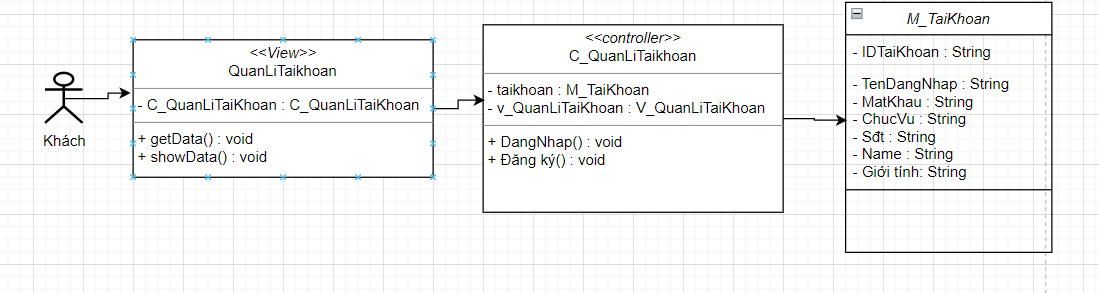 Khách
<<View>>
QuanLiTaikhoan
- C_QuanLiTaiKhoan : C_QuanLiTaiKhoan
+ getData() : void
+ showData() : void
<<controller>>
C_QuanLiTaikhoan
- taikhoan : M_TaiKhoan
- v_QuanLiTaiKhoan : V_QuanLiTaiKhoan
+ DangNhap() : void
+ Đăng ký() : void
M_TaiKhoan
- IDTaiKhoan : String
- TenDangNhap : String
- MatKhau : String
- ChucVu : String
- Sđt : String
- Name : String
- Giới tính: String